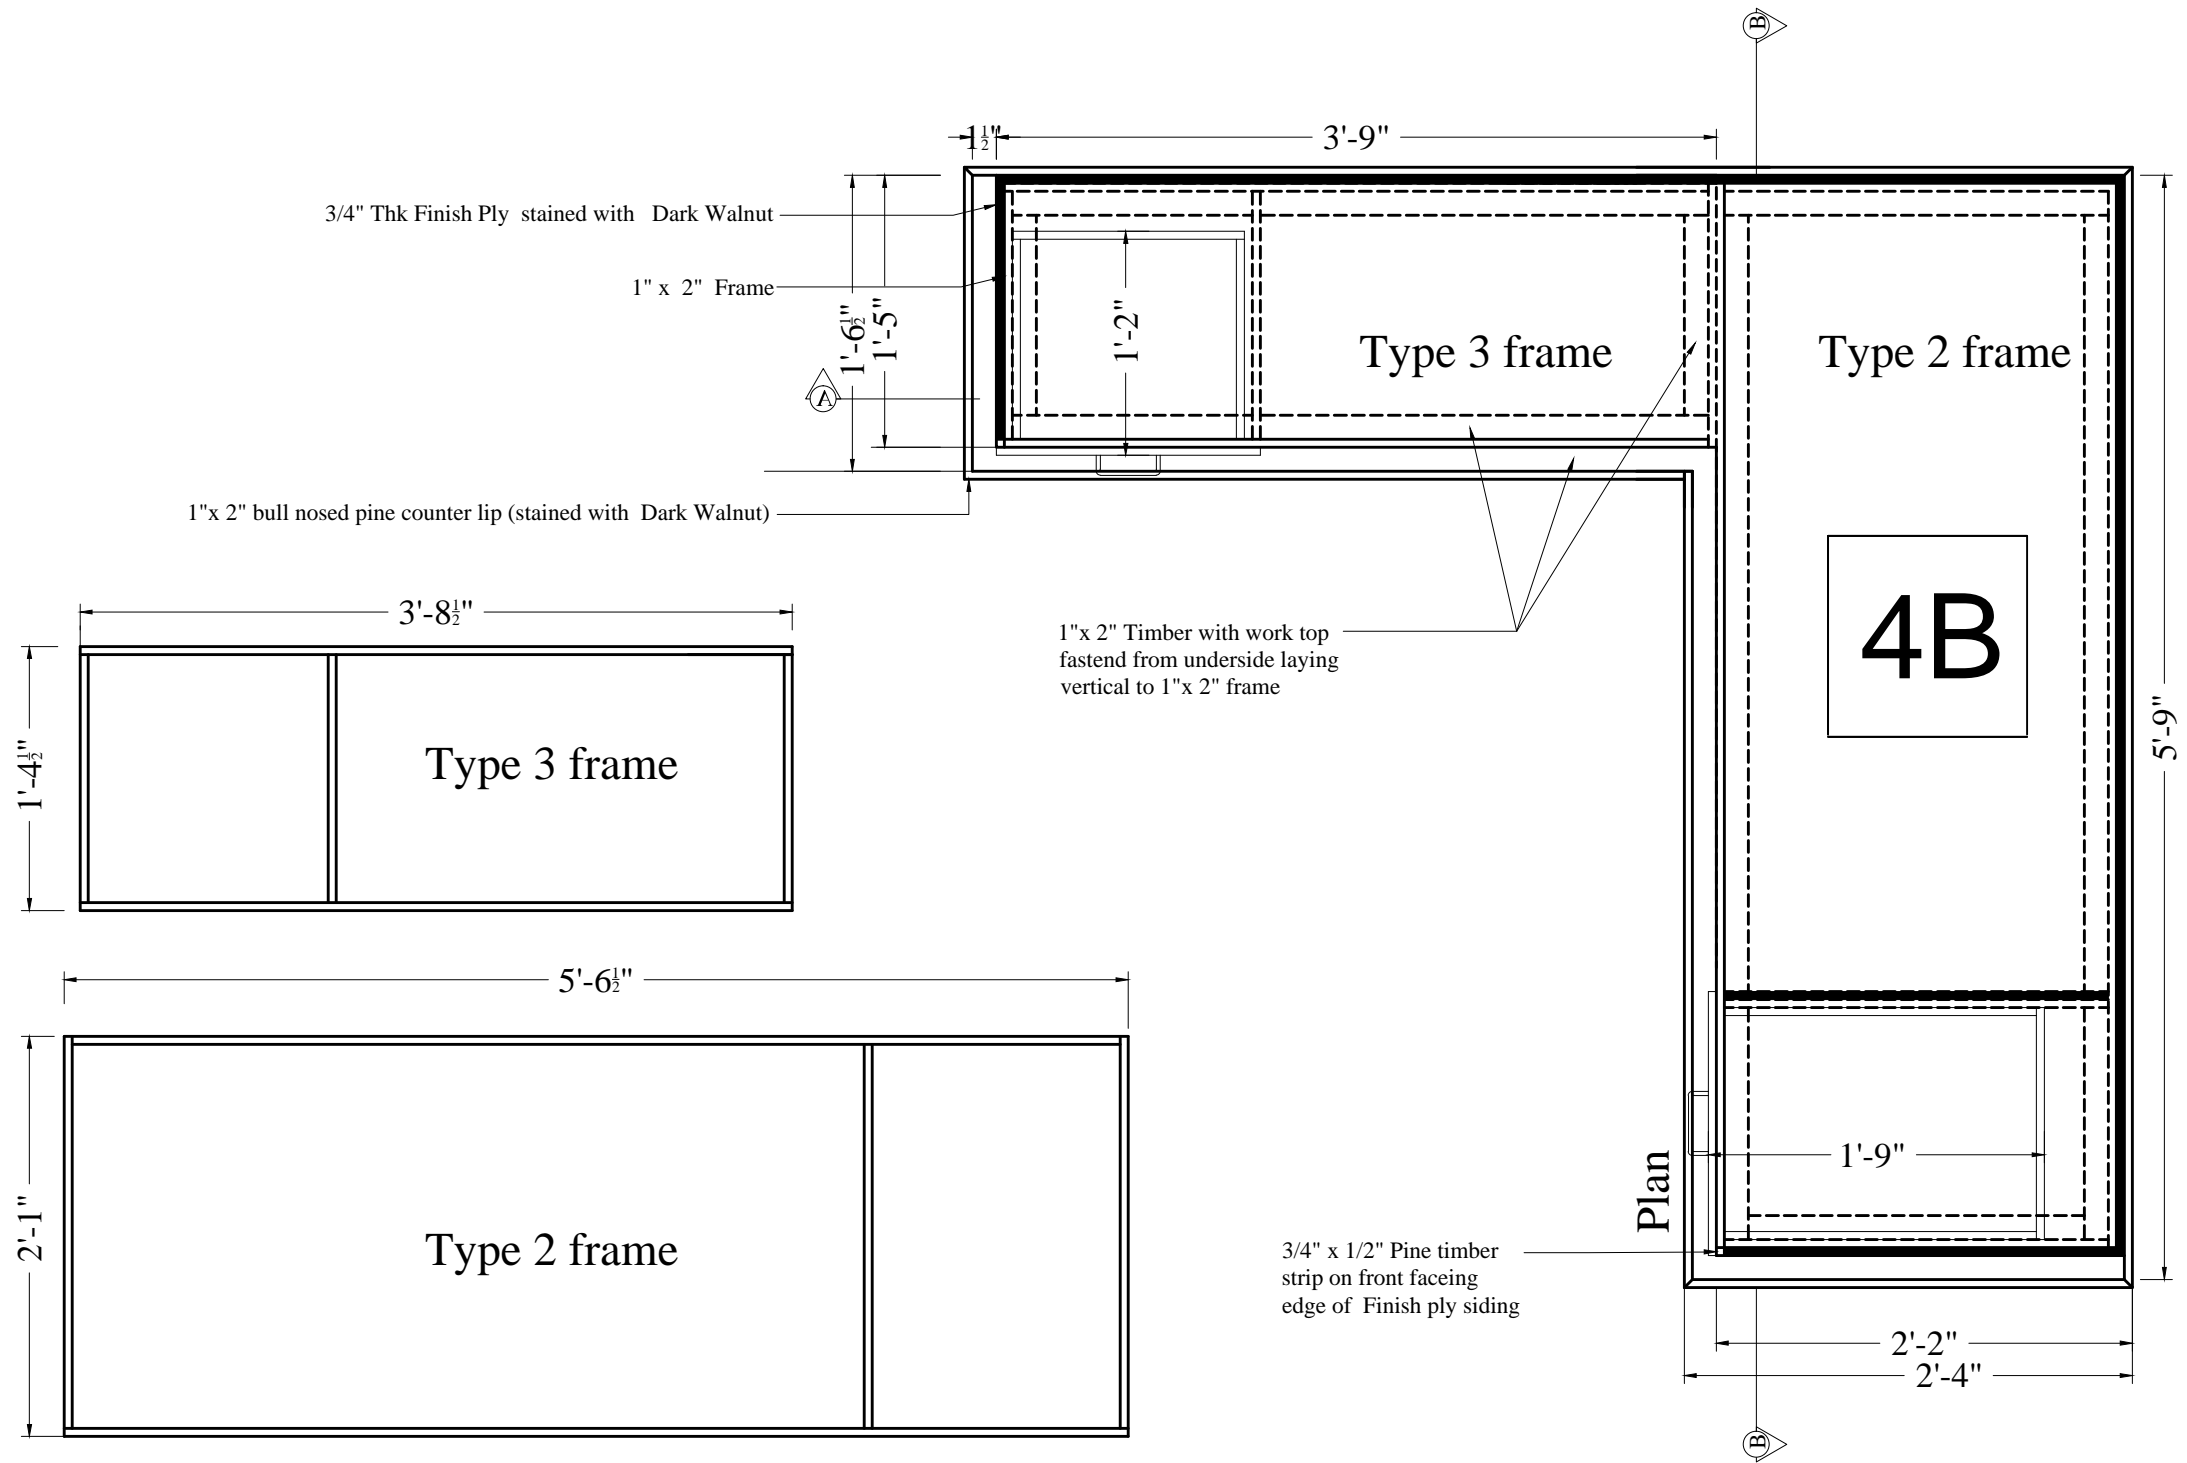 B
1½"
3'-9"
3/4" Thk Finish Ply stained with Dark Walnut
1" x 2" Frame
1'-6½"
1'-5"
1'-2"
Type 3 frame
Type 2 frame
A
1"x 2" bull nosed pine counter lip (stained with Dark Walnut)
4B
5'-9"
1"x 2" Timber with work top
fastend from underside laying
vertical to 1"x 2" frame
3'-8½"
1'-4½"
Type 3 frame
5'-6½"
2'-1"
Type 2 frame
1'-9"
Plan
3/4" x 1/2" Pine timber
strip on front faceing
edge of Finish ply siding
2'-2"
2'-4"
B